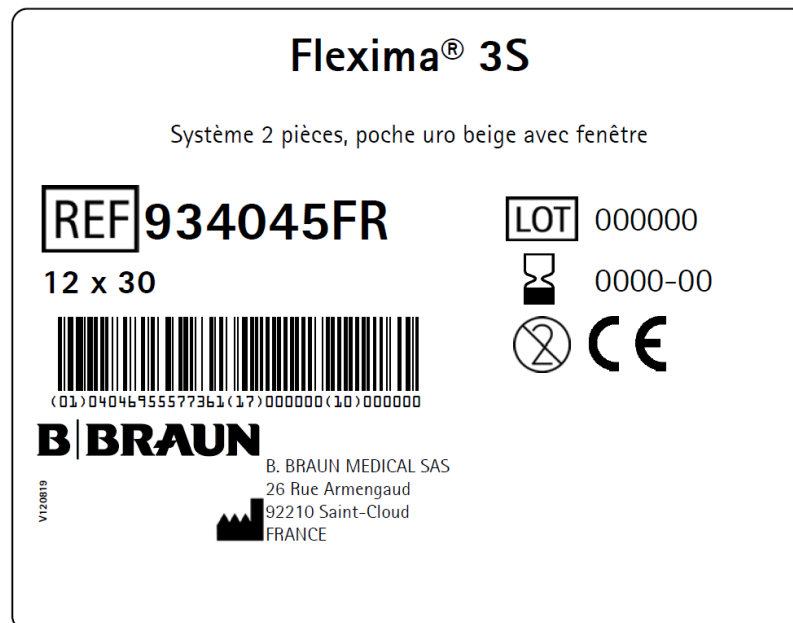 Flexima® 3S
Système 2 pièces, poche uro beige avec fenêtre
REF 934045FR
12 x 30
LOT 000000
0000-00
2
CE
(01)04046955577361(17)000000(10)000000
B|BRAUN
B. BRAUN MEDICAL SAS
26 Rue Armengaud
92210 Saint-Cloud
FRANCE
V120819